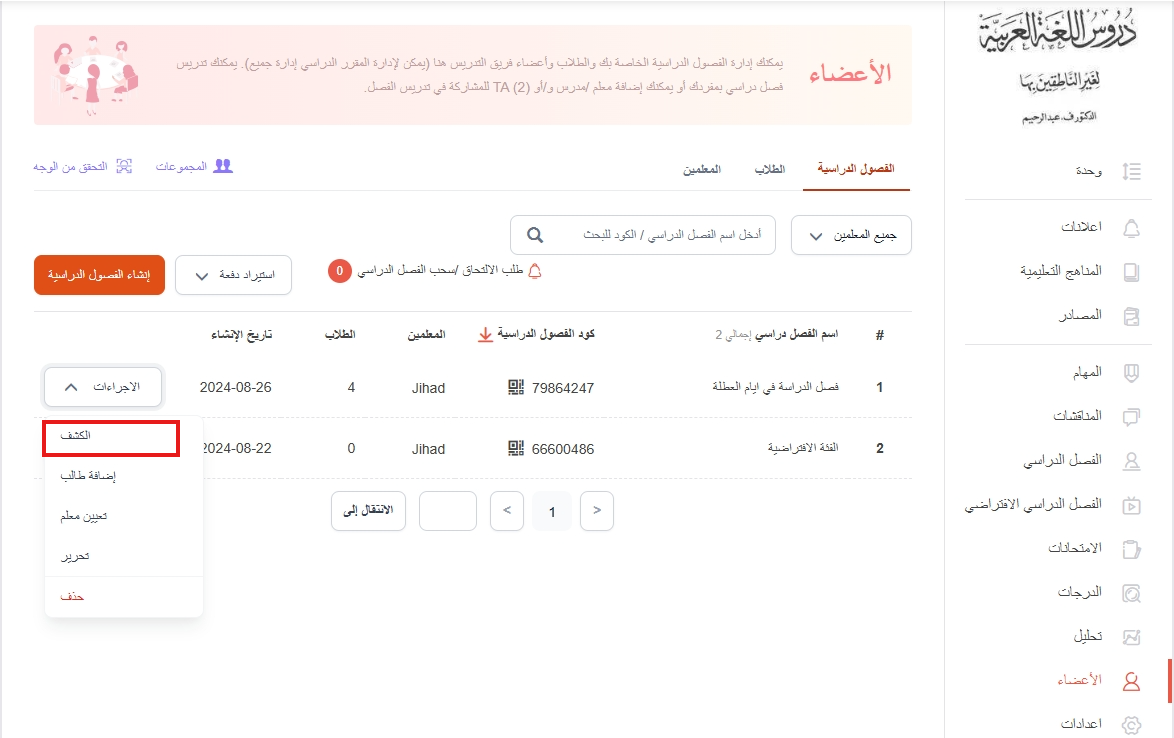 دروس اللغة العربية
لغير الناطقين بها
الدكتور ف. عبدالرحيم
وحدة
اعلانات
المناهج التعليمية
المصادر
المهام
المناقشات
الفصل الدراسي
الفصل الدراسي الافتراضي
الامتحانات
الدرجات
تحليل
الأعضاء
اعدادات
الأعضاء
يمكنك إدارة الفصول الدراسية الخاصة بك والطلاب وأعضاء فريق التدريس هنا (يمكن لإدارة المقرر الدراسي إدارة جميع). يمكنك تدريس
فصل دراسي بمفردك أو يمكنك إضافة معلم /مدرس و/أو (2) TA للمشاركة في تدريس الفصل.
الفصول الدراسية
الطلاب
المعلمين
المجموعات
التحقق من الوجه
جميع المعلمين
أدخل اسم الفصل الدراسي / الكود للبحث
طلب الالتحاق /سحب الفصل الدراسي 0
استيراد دفعة
إنشاء الفصول الدراسية
# اسم الفصل دراسي إجمالي 2 كود الفصول الدراسية المعلمين الطلاب تاريخ الإنشاء
1 فصل الدراسة في ايام العطلة 79864247 Jihad 4 2024-08-26 الاجراءات
2 الفئة الافتراضية 66600486 Jihad 0 2024-08-22
الكشف
إضافة طالب
تعيين معلم
تحرير
حذف
> 1 < الانتقال إلى